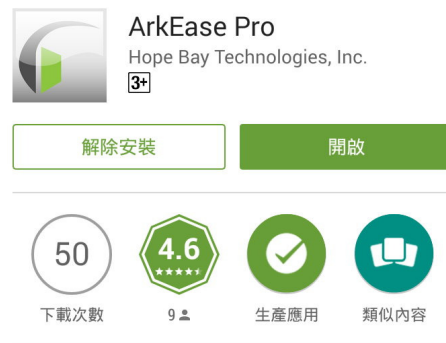 ArkEase Pro
Hope Bay Technologies, Inc.
3+
解除安裝
開啟
50
4.6
下載次數
9
生產應用
類似內容